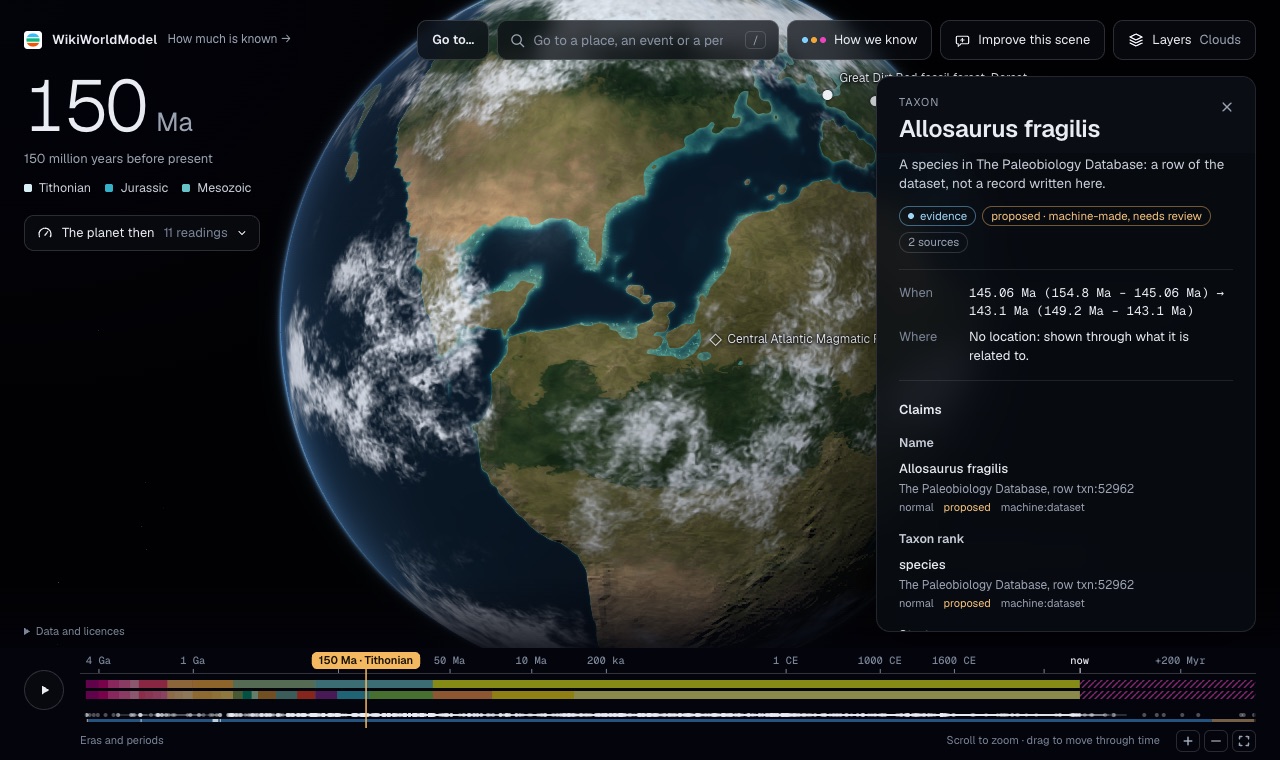 WikiWorldModel
How much is known →
Go to...
Go to a place, an event or a per
/
How we know
Improve this scene
Layers Clouds
150 Ma
150 million years before present
Tithonian
Jurassic
Mesozoic
The planet then 11 readings
Great Dirt Bed fossil forest, Dorset
Central Atlantic Magmatic P
TAXON
Allosaurus fragilis
A species in The Paleobiology Database: a row of the
dataset, not a record written here.
evidence
proposed · machine-made, needs review
2 sources
When
145.06 Ma (154.8 Ma – 145.06 Ma) →
143.1 Ma (149.2 Ma – 143.1 Ma)
Where
No location: shown through what it is
related to.
Claims
Name
Allosaurus fragilis
The Paleobiology Database, row txn:52962
normal proposed machine:dataset
Taxon rank
species
The Paleobiology Database, row txn:52962
normal proposed machine:dataset
Data and licences
4 Ga
1 Ga
150 Ma · Tithonian
50 Ma
10 Ma
200 ka
1 CE
1000 CE
1600 CE
now
+200 Myr
Eras and periods
Scroll to zoom · drag to move through time